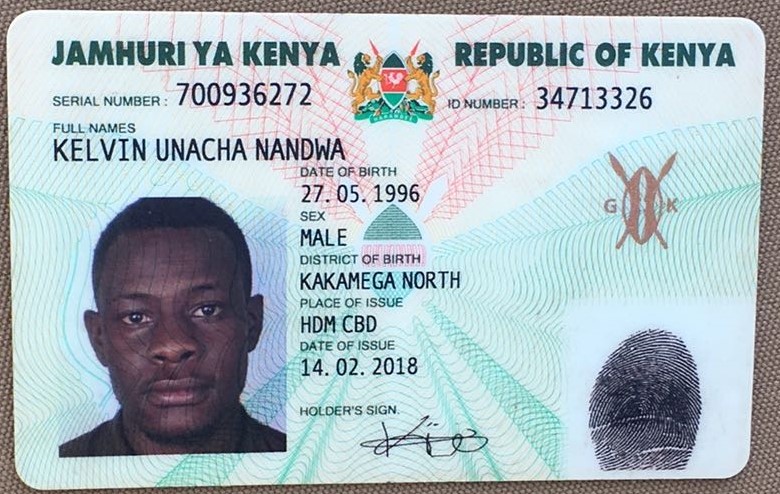 JAMHURI YA KENYA REPUBLIC OF KENYA
SERIAL NUMBER : 700936272 ID NUMBER : 34713326
FULL NAMES
KELVIN UNACHA NANDWA
DATE OF BIRTH
27. 05. 1996
SEX
MALE
G K
DISTRICT OF BIRTH
KAKAMEGA NORTH
PLACE OF ISSUE
HDM CBD
DATE OF ISSUE
14. 02. 2018
HOLDER'S SIGN.